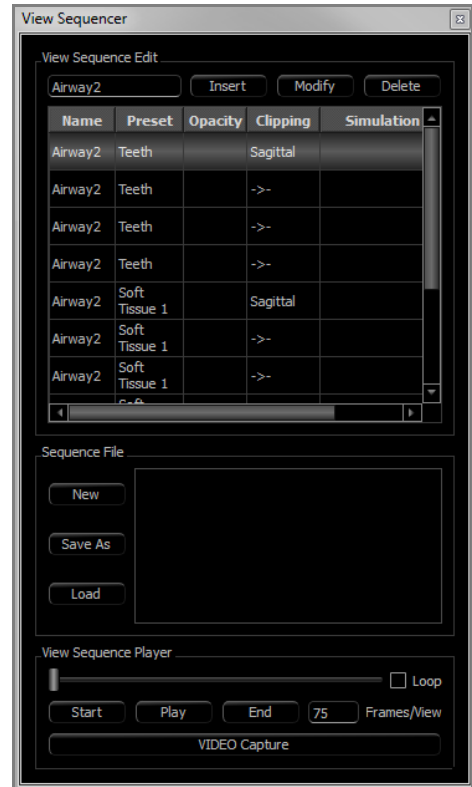 View Sequencer
View Sequence Edit
Airway2 Insert Modify Delete
Name Preset Opacity Clipping Simulation
Airway2 Teeth Sagittal
Airway2 Teeth ->-
Airway2 Teeth ->-
Airway2 Teeth ->-
Airway2 Soft Tissue 1 Sagittal
Airway2 Soft Tissue 1 ->-
Airway2 Soft Tissue 1 ->-
Soft
Sequence File
New
Save As
Load
View Sequence Player
Loop
Start Play End 75 Frames/View
VIDEO Capture